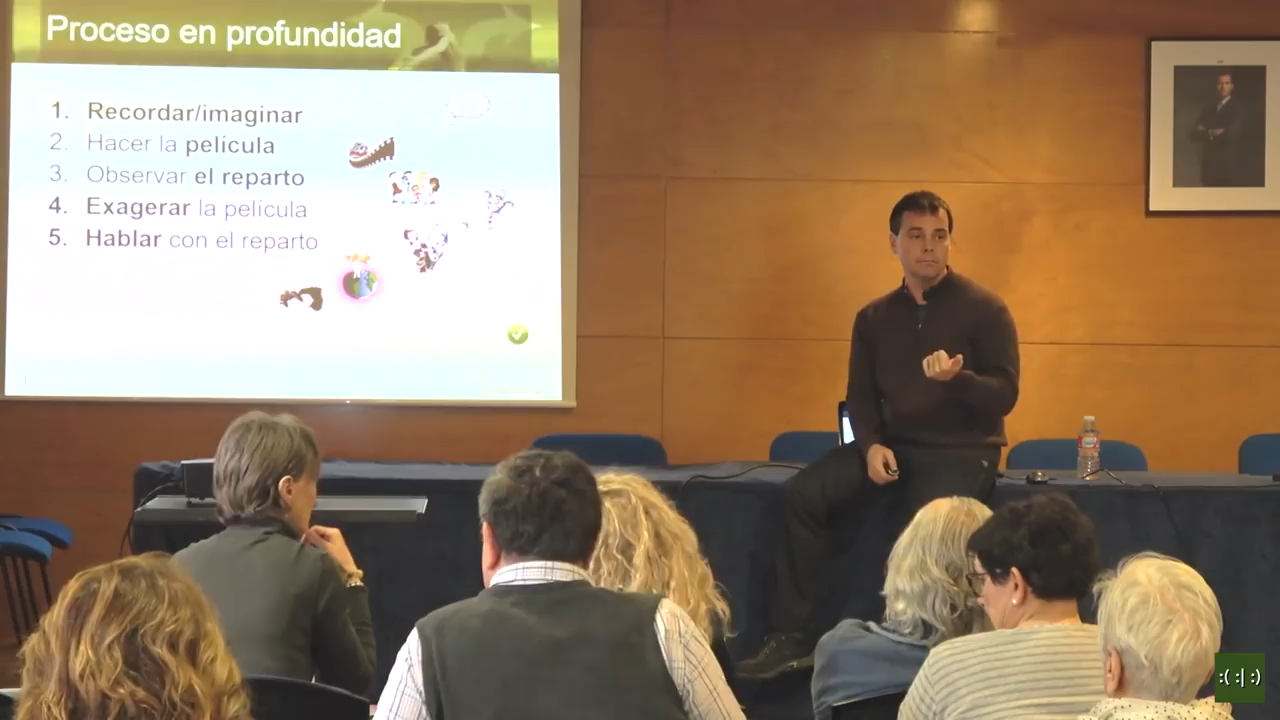 Proceso en profundidad
1. Recordar/imaginar
2. Hacer la película
3. Observar el reparto
4. Exagerar la película
5. Hablar con el reparto
:( :| :)